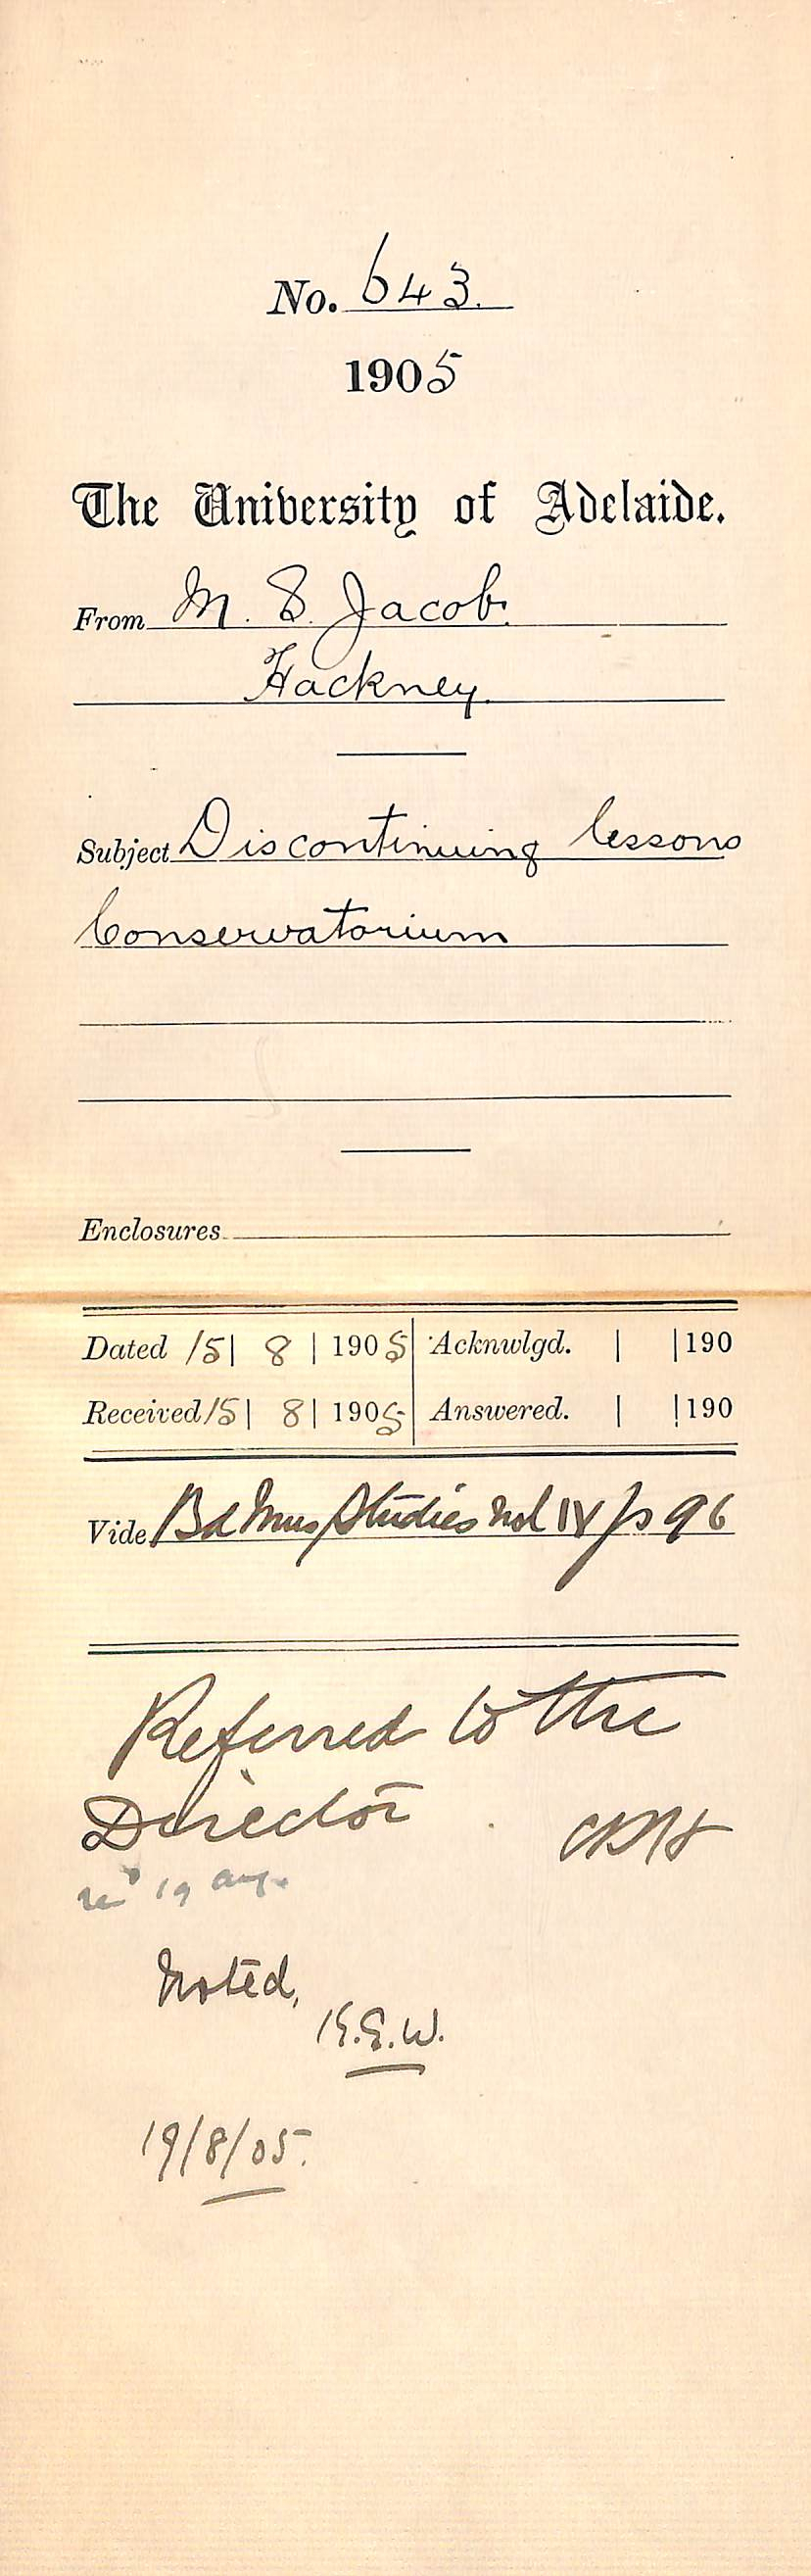 No. 643.
1905
The University of Adelaide.
From M. S. Jacob.
Hackney.
Subject Discontinuing lessons
Conservatorium
Enclosures
Dated 15| 8 | 1905 Acknwlgd. | |190
Received 15| 8| 1905 Answered. | |190
Vide Bd Mus Studies Vol IV p 96
Referred to the
Director
19 Aug.
Noted,
19/8/05.